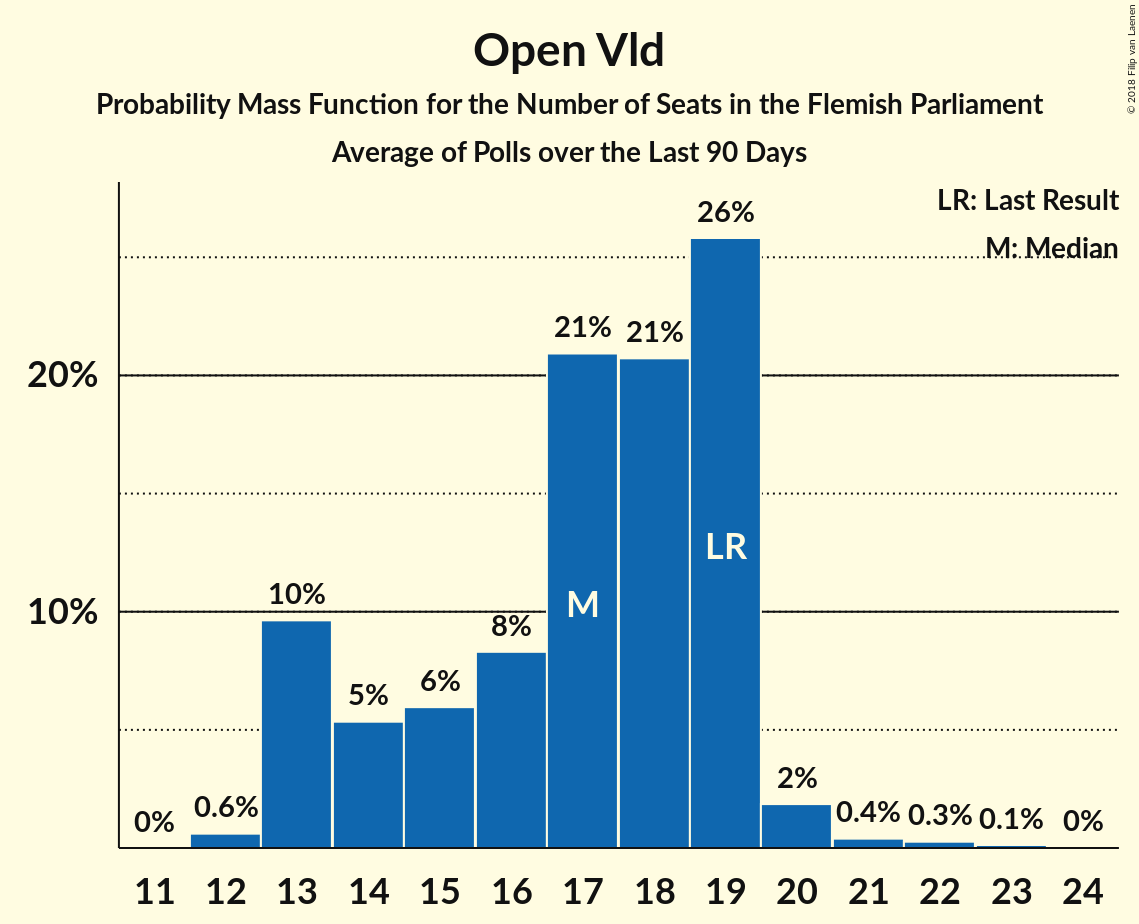 Open Vld
Probability Mass Function for the Number of Seats in the Flemish Parliament
Average of Polls over the Last 90 Days
© 2018 Filip van Laenen
LR: Last Result
M: Median
20%
10%
0%
0.6%
10%
5%
6%
8%
21%
21%
26%
2%
0.4%
0.3%
0.1%
0%
M
LR
11 12 13 14 15 16 17 18 19 20 21 22 23 24